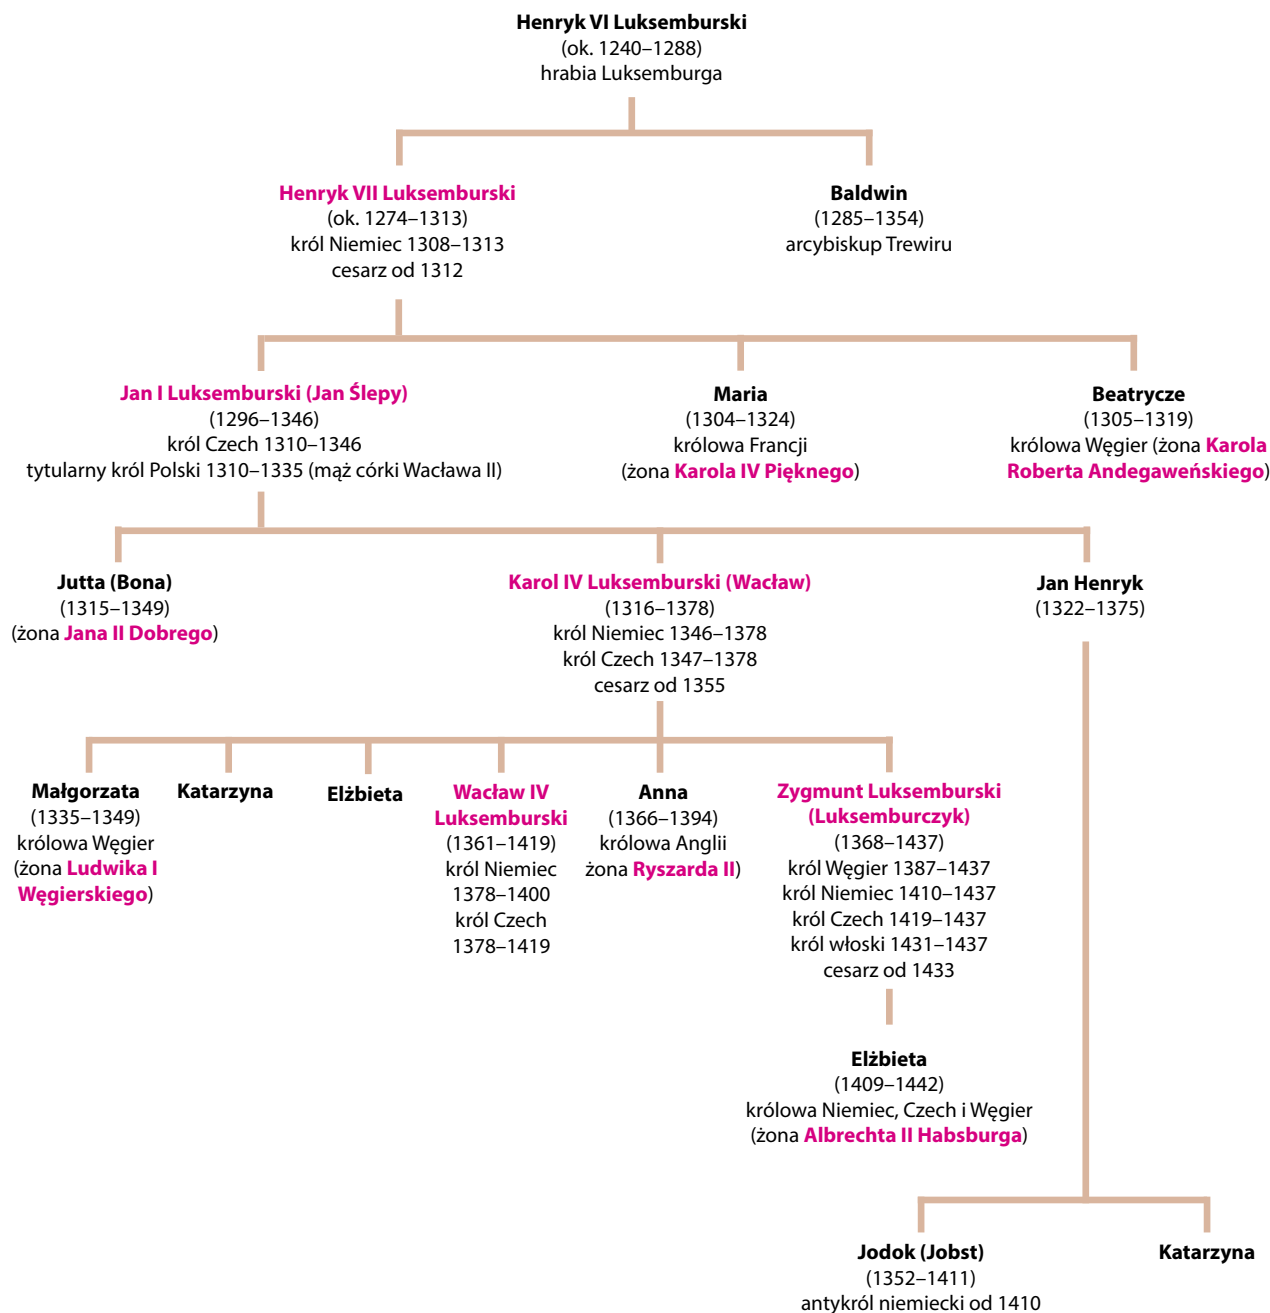 Henryk VI Luksemburski
(ok. 1240–1288)
hrabia Luksemburga
Henryk VII Luksemburski
(ok. 1274–1313)
król Niemiec 1308–1313
cesarz od 1312
Baldwin
(1285–1354)
arcybiskup Trewiru
Jan I Luksemburski (Jan Ślepy)
(1296–1346)
król Czech 1310–1346
tytularny król Polski 1310–1335 (mąż córki Wacława II)
Maria
(1304–1324)
królowa Francji
(żona Karola IV Pięknego)
Beatrycze
(1305–1319)
królowa Węgier (żona Karola
Roberta Andegaweńskiego)
Jutta (Bona)
(1315–1349)
(żona Jana II Dobrego)
Karol IV Luksemburski (Wacław)
(1316–1378)
król Niemiec 1346–1378
król Czech 1347–1378
cesarz od 1355
Jan Henryk
(1322–1375)
Małgorzata
(1335–1349)
królowa Węgier
(żona Ludwika I
Węgierskiego)
Katarzyna
Elżbieta
Wacław IV
Luksemburski
(1361–1419)
król Niemiec
1378–1400
król Czech
1378–1419
Anna
(1366–1394)
królowa Anglii
żona Ryszarda II)
Zygmunt Luksemburski
(Luksemburczyk)
(1368–1437)
król Węgier 1387–1437
król Niemiec 1410–1437
król Czech 1419–1437
król włoski 1431–1437
cesarz od 1433
Elżbieta
(1409–1442)
królowa Niemiec, Czech i Węgier
(żona Albrechta II Habsburga)
Jodok (Jobst)
(1352–1411)
antykról niemiecki od 1410
Katarzyna